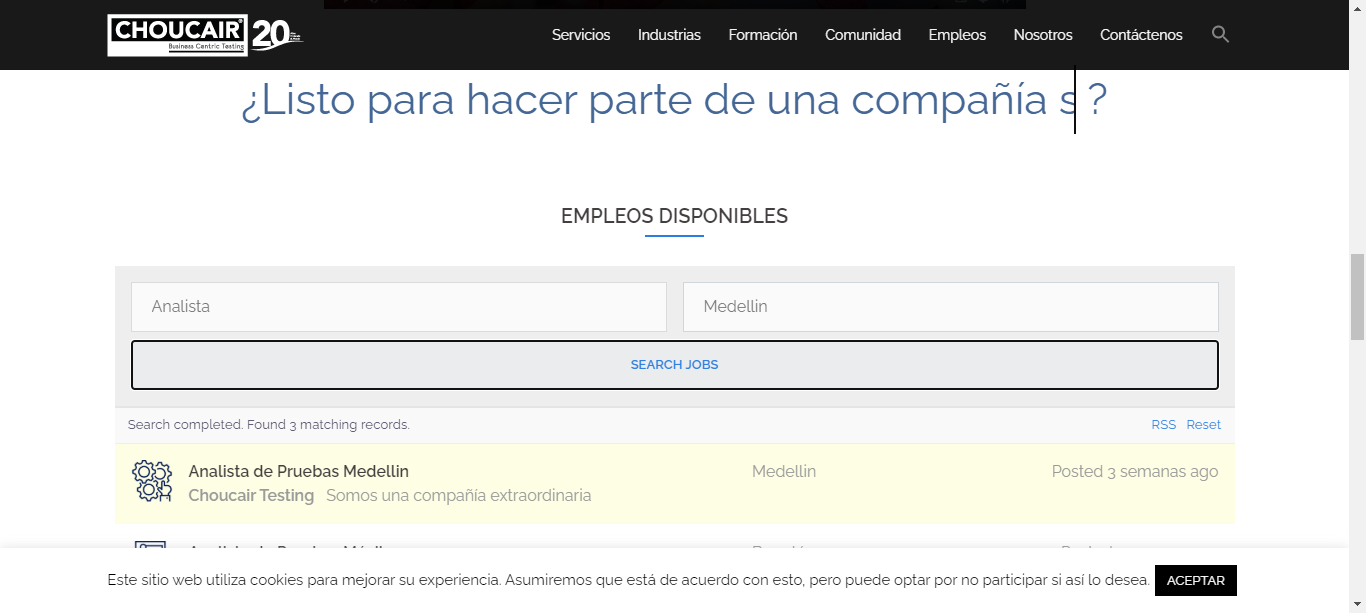 CHOUCAIR
Business Centric Testing
20
Servicios Industrias Formación Comunidad Empleos Nosotros Contáctenos
¿Listo para hacer parte de una compañía s ?
EMPLEOS DISPONIBLES
Analista Medellin
SEARCH JOBS
Search completed. Found 3 matching records. RSS Reset
Analista de Pruebas Medellin Medellin Posted 3 semanas ago
Choucair Testing Somos una compañía extraordinaria
Este sitio web utiliza cookies para mejorar su experiencia. Asumiremos que está de acuerdo con esto, pero puede optar por no participar si así lo desea. ACEPTAR